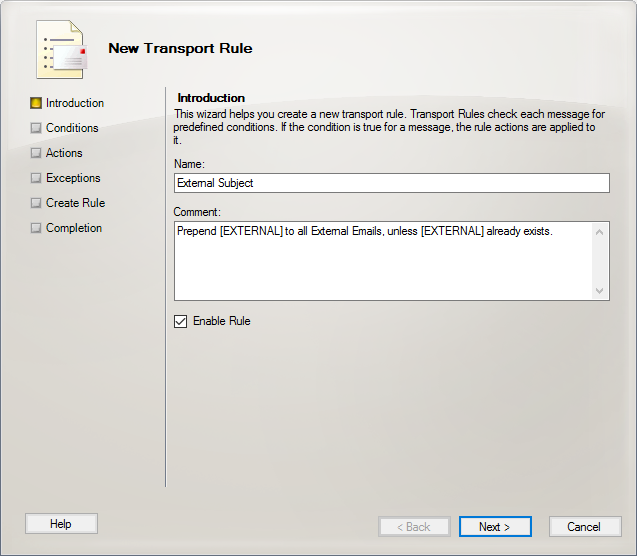 New Transport Rule
Introduction
Conditions
Actions
Exceptions
Create Rule
Completion
Introduction
This wizard helps you create a new transport rule. Transport Rules check each message for
predefined conditions. If the condition is true for a message, the rule actions are applied to
it.
Name:
External Subject
Comment:
Prepend [EXTERNAL] to all External Emails, unless [EXTERNAL] already exists.
Enable Rule
Help
< Back
Next >
Cancel